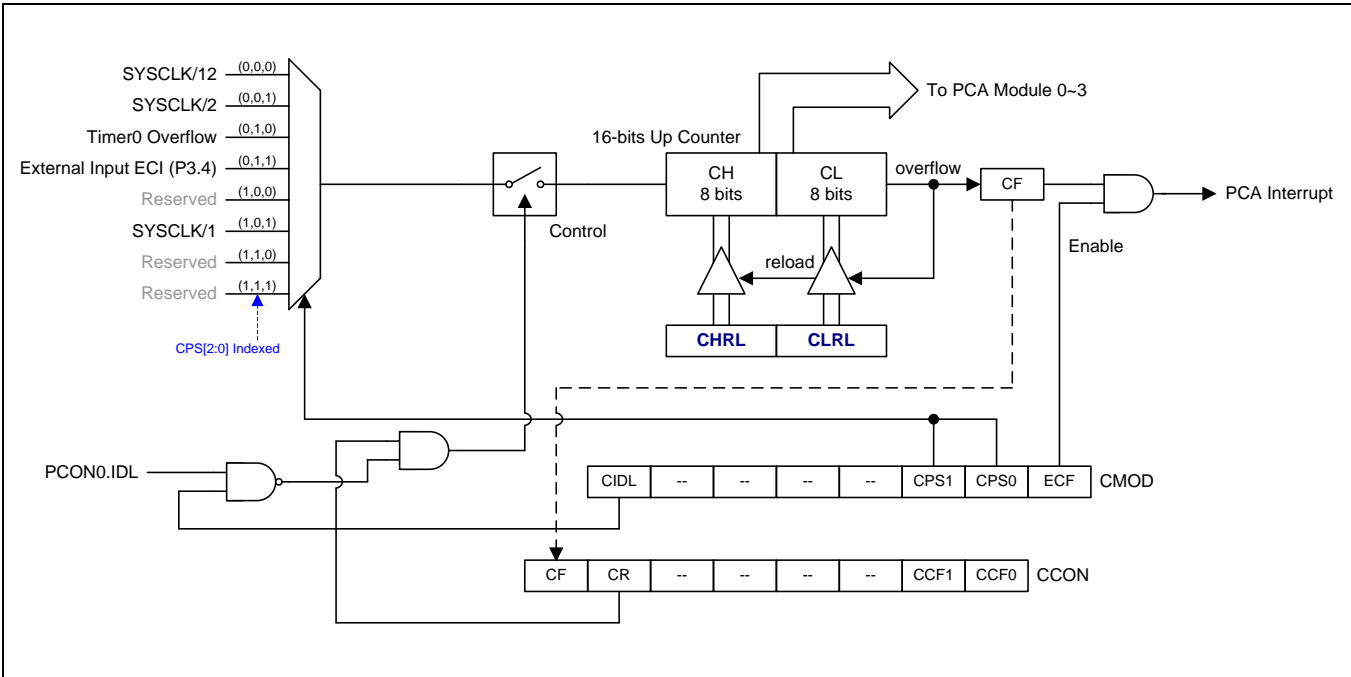 SYSCLK/12 (0,0,0)
SYSCLK/2 (0,0,1)
Timer0 Overflow (0,1,0)
External Input ECI (P3.4) (0,1,1)
Reserved (1,0,0)
SYSCLK/1 (1,0,1)
Reserved (1,1,0)
Reserved (1,1,1)
CPS[2:0] Indexed
Control
To PCA Module 0~3
16-bits Up Counter
CH
8 bits
CL
8 bits
overflow
CF
PCA Interrupt
Enable
reload
CHRL
CLRL
PCON0.IDL
CIDL -- -- -- -- CPS1 CPS0 ECF CMOD
CF CR -- -- -- -- CCF1 CCF0 CCON